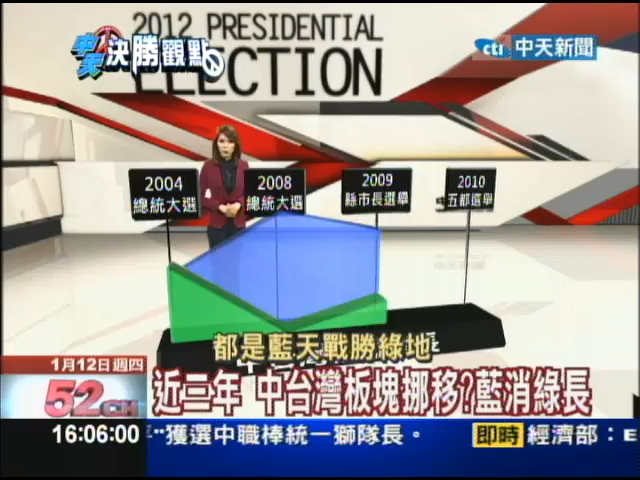 2012 PRESIDENTIAL
ELECTION
中天 決勝觀點
cti 中天新聞
2004
總統大選
2008
總統大選
2009
縣市長選舉
2010
五都選舉
都是藍天戰勝綠地
1月12日週四
52CH
近二年 中台灣板塊挪移?藍消綠長
16:06:00
獲選中職棒統一獅隊長。
即時 經濟部：E